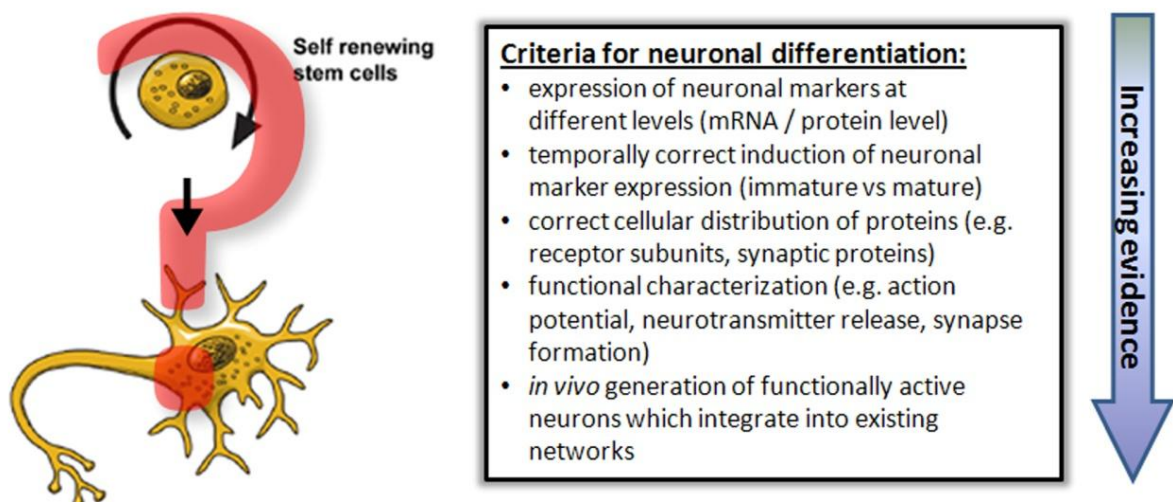 Self renewing
stem cells
Criteria for neuronal differentiation:
• expression of neuronal markers at
different levels (mRNA / protein level)
• temporally correct induction of neuronal
marker expression (immature vs mature)
• correct cellular distribution of proteins (e.g.
receptor subunits, synaptic proteins)
• functional characterization (e.g. action
potential, neurotransmitter release, synapse
formation)
• in vivo generation of functionally active
neurons which integrate into existing
networks
Increasing evidence